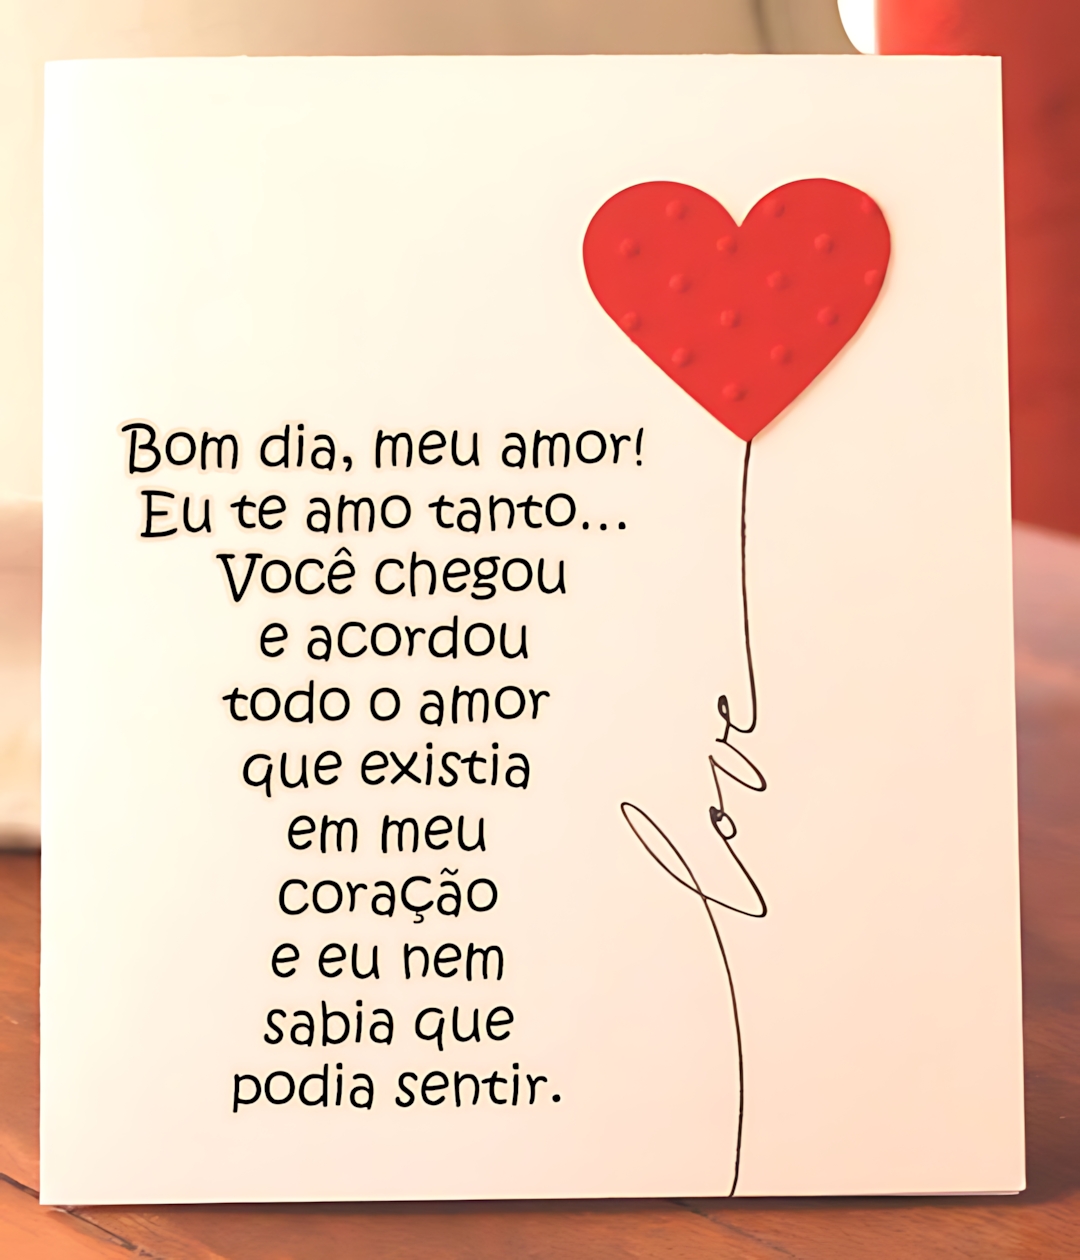 Bom dia, meu amor!
Eu te amo tanto...
Você chegou
e acordou
todo o amor
que existia
em meu
coração
e eu nem
sabia que
podia sentir.
love